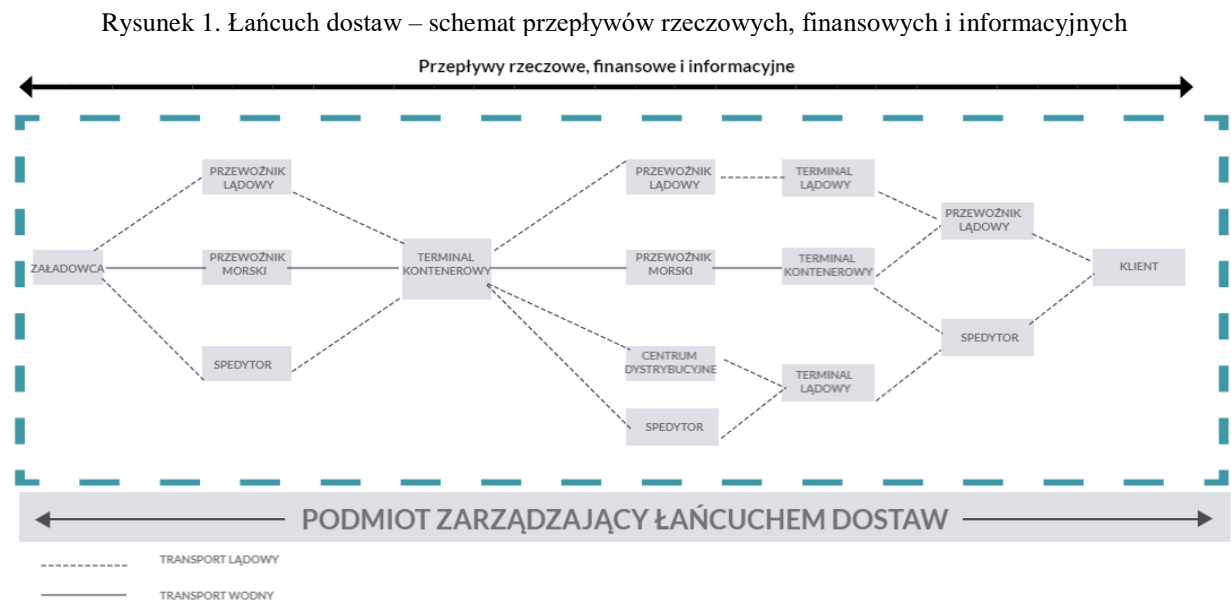 Rysunek 1. Łańcuch dostaw – schemat przepływów rzeczowych, finansowych i informacyjnych
Przepływy rzeczowe, finansowe i informacyjne
ZAŁADOWCA
PRZEWOŹNIK
LĄDOWY
PRZEWOŹNIK
MORSKI
SPEDYTOR
TERMINAL
KONTENEROWY
PRZEWOŹNIK
LĄDOWY
PRZEWOŹNIK
MORSKI
CENTRUM
DYSTRYBUCYJNE
SPEDYTOR
TERMINAL
LĄDOWY
TERMINAL
KONTENEROWY
TERMINAL
LĄDOWY
PRZEWOŹNIK
LĄDOWY
SPEDYTOR
KLIENT
PODMIOT ZARZĄDZAJĄCY ŁAŃCUCHEM DOSTAW
TRANSPORT LĄDOWY
TRANSPORT WODNY